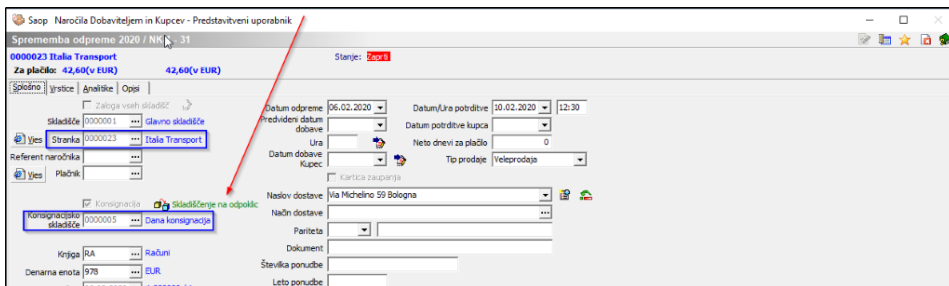 Saop Naročila Dobaviteljem in Kupcev - Predstavitveni uporabnik
Sprememba odpreme 2020 / - 31
0000023 Italia Transport Stanje: Zaprti
Za plačilo: 42,60(v EUR) 42,60(v EUR)
Splošno Vrstice Analitike Opisi
Zaloga vseh skladišč Datum odpreme 06.02.2020 Datum/Ura potrditve 10.02.2020 12:30
Skladišče 0000001 ... Glavno skladišče Predvideni datum dobave Datum potrditve kupca
Vies Stranka 0000023 ... Italia Transport Ura Neto dnevi za plačilo 0
Referent naročnika ... Datum dobave Kupec Tip prodaje Veleprodaja
Vies Plačnik ... Kartica zaupanja
Konsignacija Skladiščenje na odpoklic Naslov dostave Via Michelino 59 Bologna
Konsignacijsko skladišče 0000005 ... Dana konsignacija Način dostave ...
Pariteta
Knjiga RA ... Računi Dokument
Denarna enota 978 ... EUR Številka ponudbe
Leto ponudbe